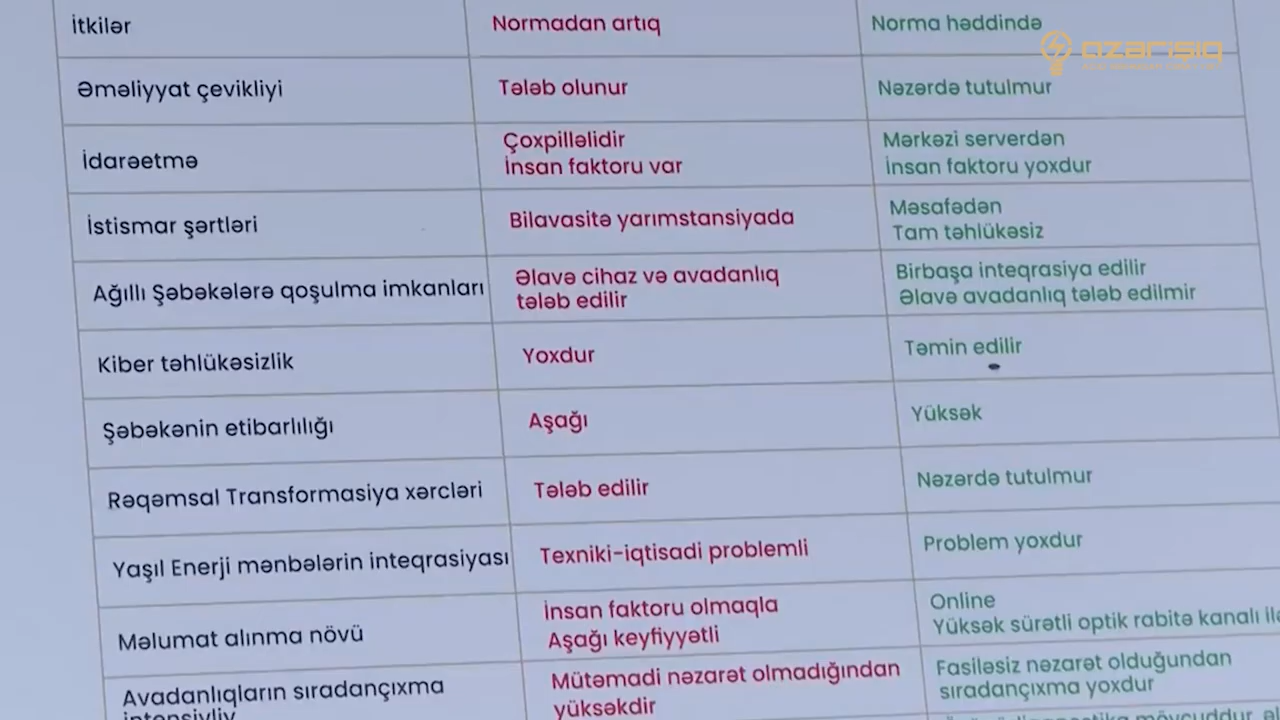 azərişıq
İtkilər
Normadan artıq
Norma həddində
Əməliyyat çevikliyi
Tələb olunur
Nəzərdə tutulmur
İdarəetmə
Çoxpilləlidir
İnsan faktoru var
Mərkəzi serverdən
İnsan faktoru yoxdur
İstismar şərtləri
Bilavasitə yarımstansiyada
Məsafədən
Tam təhlükəsiz
Ağıllı Şəbəkələrə qoşulma imkanları
Əlavə cihaz və avadanlıq
tələb edilir
Birbaşa inteqrasiya edilir
Əlavə avadanlıq tələb edilmir
Kiber təhlükəsizlik
Yoxdur
Təmin edilir
Şəbəkənin etibarlılığı
Aşağı
Yüksək
Rəqəmsal Transformasiya xərcləri
Tələb edilir
Nəzərdə tutulmur
Yaşıl Enerji mənbələrin inteqrasiyası
Texniki-iqtisadi problemli
Problem yoxdur
Məlumat alınma növü
İnsan faktoru olmaqla
Aşağı keyfiyyətli
Online
Yüksək sürətli optik rabitə kanalı ilə
Avadanlıqların sıradançıxma
Mütəmadi nəzarət olmadığından
yüksəkdir
Fasiləsiz nəzarət olduğundan
sıradançıxma yoxdur